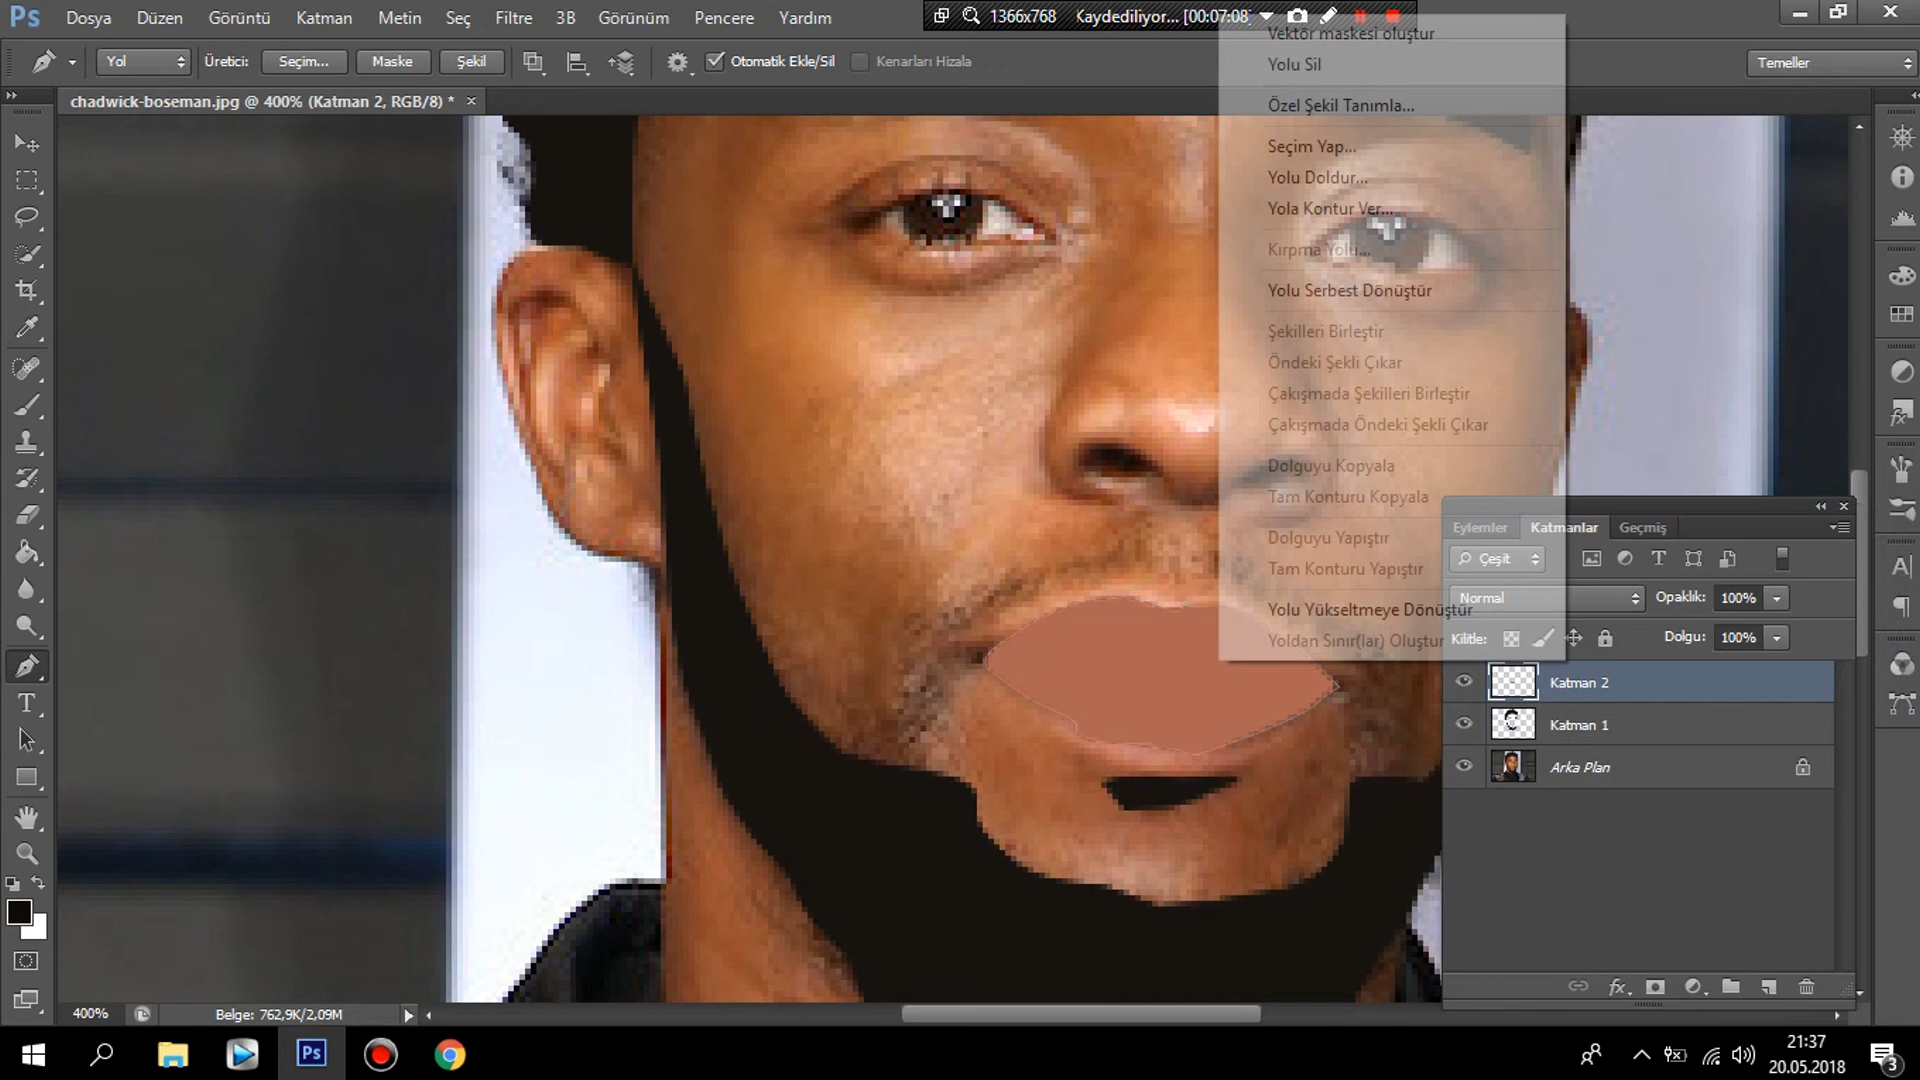 Ps Dosya Düzen Görüntü Katman Metin Seç Filtre 3B Görünüm Pencere Yardım
1366x768 Kaydediliyor... [00:07:08]
Yol Üretici: Seçim... Maske Şekil Otomatik Ekle/Sil Kenarları Hizala Temeller
chadwick-boseman.jpg @ 400% (Katman 2, RGB/8) *
Vektör maskesi oluştur
Yolu Sil
Özel Şekil Tanımla...
Seçim Yap...
Yolu Doldur...
Yola Kontur Ver...
Kırpma Yolu...
Yolu Serbest Dönüştür
Şekilleri Birleştir
Öndeki Şekli Çıkar
Çakışmada Şekilleri Birleştir
Çakışmada Öndeki Şekli Çıkar
Dolguyu Kopyala
Tam Konturu Kopyala
Dolguyu Yapıştır
Tam Konturu Yapıştır
Yolu Yükseltmeye Dönüştür
Yoldan Sınır(lar) Oluştur
Eylemler Katmanlar Geçmiş
Çeşit
Normal Opaklık: 100%
Kilitle: Dolgu: 100%
Katman 2
Katman 1
Arka Plan
400% Belge: 762,9K/2,09M
Ps
21:37
20.05.2018
3